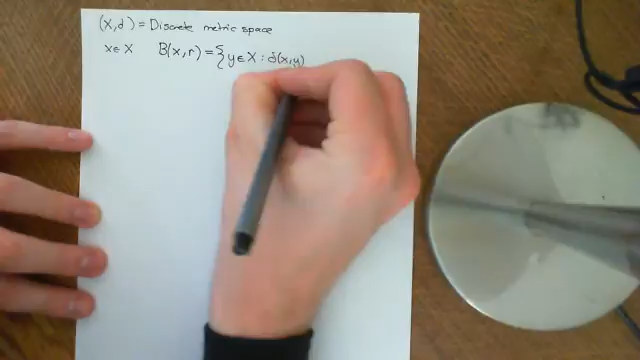 (X,d) = Discrete metric space
x ∈ X B(x,r) = { y ∈ X : d(x,y)